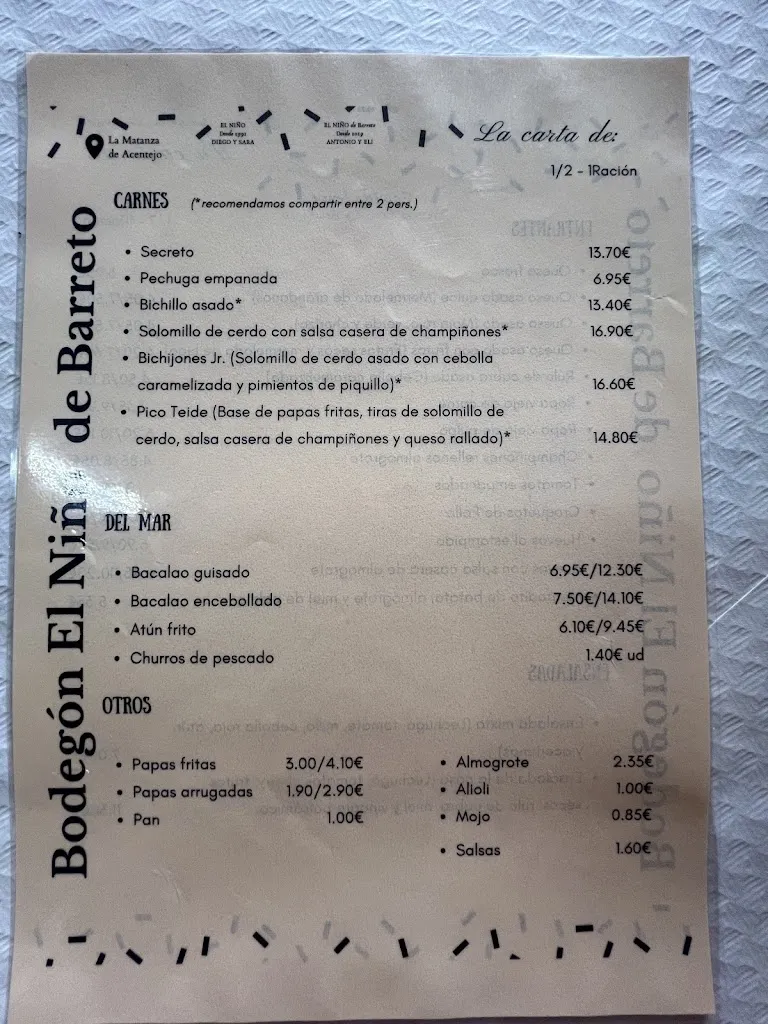 La Matanza
de Acentejo
EL NIÑO
Desde 1990
DIEGO Y SARA
EL NIÑO de Barreto
Desde 2019
ANTONIO Y ELI
La carta de:
1/2 - 1Ración
Bodegón El Niño de Barreto
CARNES (*recomendamos compartir entre 2 pers.)
• Secreto 13.70€
• Pechuga empanada 6.95€
• Bichillo asado* 13.40€
• Solomillo de cerdo con salsa casera de champiñones* 16.90€
• Bichijones Jr. (Solomillo de cerdo asado con cebolla
caramelizada y pimientos de piquillo)* 16.60€
• Pico Teide (Base de papas fritas, tiras de solomillo de
cerdo, salsa casera de champiñones y queso rallado)* 14.80€
DEL MAR
• Bacalao guisado 6.95€/12.30€
• Bacalao encebollado 7.50€/14.10€
• Atún frito 6.10€/9.45€
• Churros de pescado 1.40€ ud
OTROS
• Papas fritas 3.00/4.10€
• Papas arrugadas 1.90/2.90€
• Pan 1.00€
• Almogrote 2.35€
• Alioli 1.00€
• Mojo 0.85€
• Salsas 1.60€